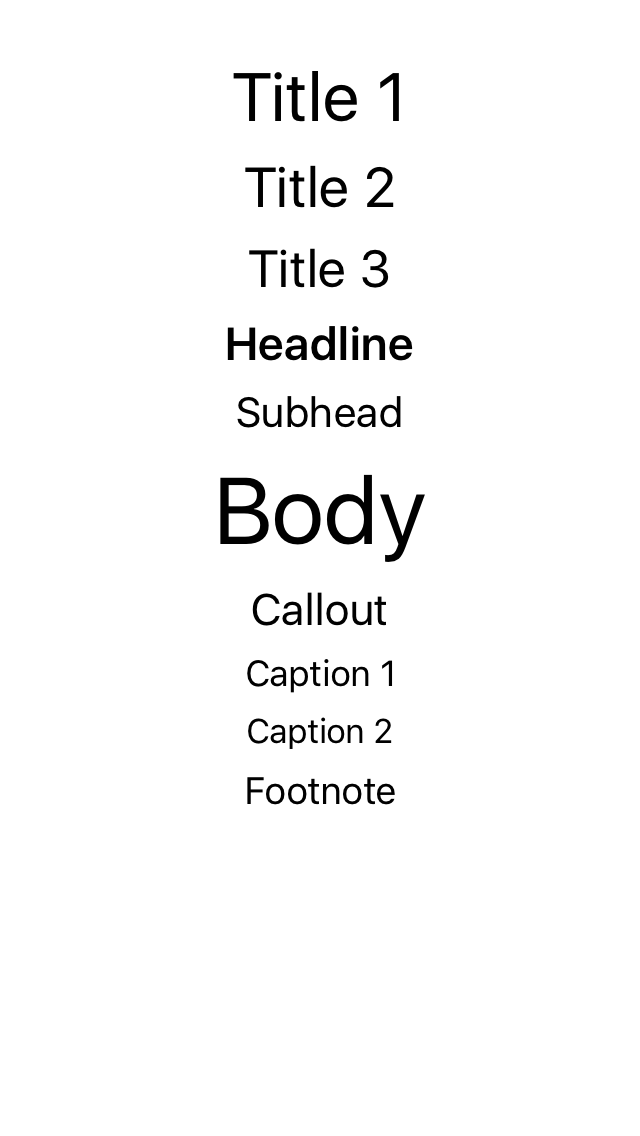 Title 1
Title 2
Title 3
Headline
Subhead
Body
Callout
Caption 1
Caption 2
Footnote